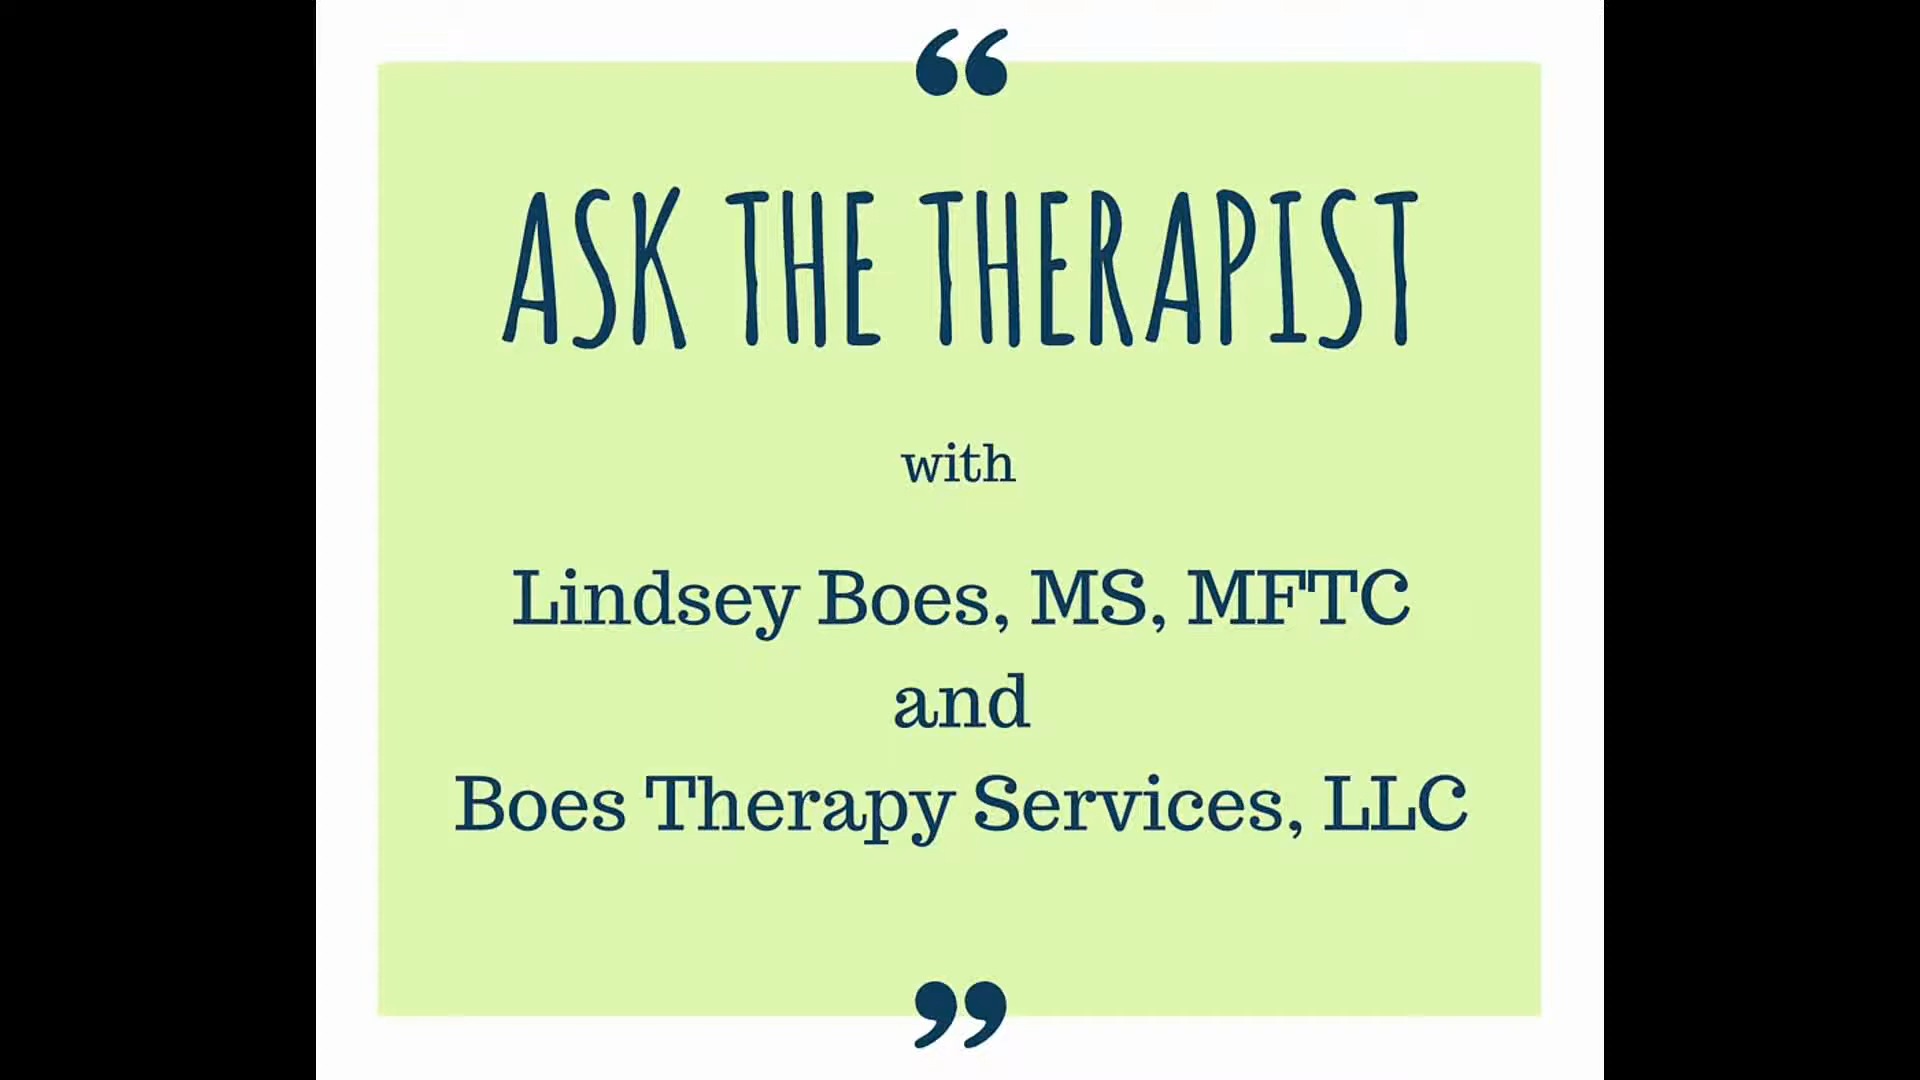 “
ASK THE THERAPIST
with
Lindsey Boes, MS, MFTC
and
Boes Therapy Services, LLC
”